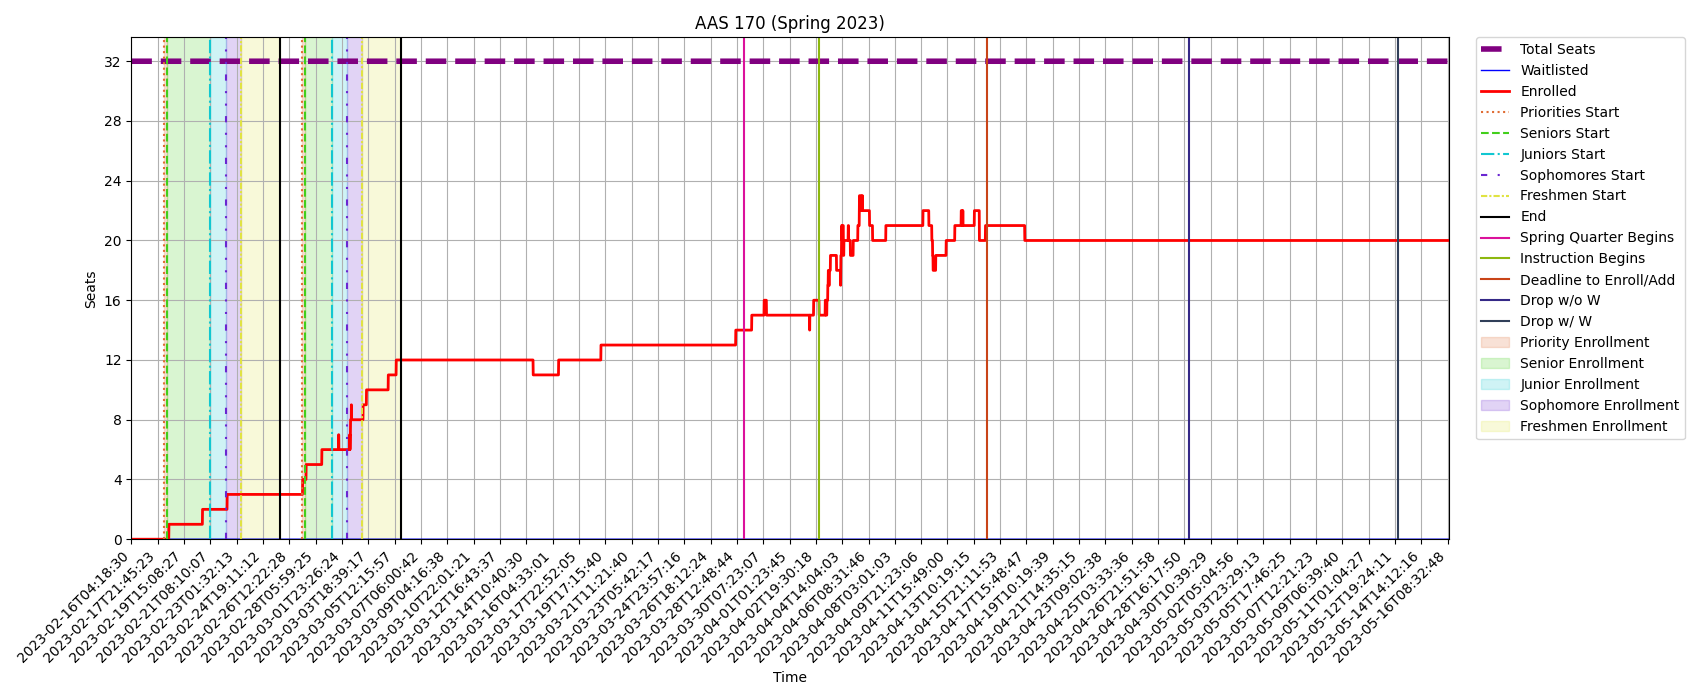 AAS 170 (Spring 2023)
Seats
32
28
24
20
16
12
8
4
0
2023-02-16T04:18:30
2023-02-17T21:45:23
2023-02-19T15:08:27
2023-02-21T08:10:07
2023-02-23T01:32:13
2023-02-24T19:11:12
2023-02-26T12:22:28
2023-02-28T05:59:25
2023-03-01T23:26:24
2023-03-03T18:39:17
2023-03-05T12:15:57
2023-03-07T06:00:42
2023-03-09T04:16:38
2023-03-10T22:01:21
2023-03-12T16:43:37
2023-03-14T10:40:30
2023-03-16T04:33:01
2023-03-17T22:52:05
2023-03-19T17:15:40
2023-03-21T11:21:40
2023-03-23T05:42:17
2023-03-24T23:57:16
2023-03-26T18:12:24
2023-03-28T12:48:44
2023-03-30T07:23:07
2023-04-01T01:23:45
2023-04-02T19:30:18
2023-04-04T14:04:03
2023-04-06T08:31:46
2023-04-08T03:01:03
2023-04-09T21:23:06
2023-04-11T15:49:00
2023-04-13T10:19:15
2023-04-15T21:11:53
2023-04-17T15:48:47
2023-04-19T10:19:39
2023-04-21T14:35:15
2023-04-23T09:02:38
2023-04-25T03:33:36
2023-04-26T21:51:58
2023-04-28T16:17:50
2023-04-30T10:39:29
2023-05-02T05:04:56
2023-05-03T23:29:13
2023-05-05T17:46:25
2023-05-07T12:21:23
2023-05-09T06:39:40
2023-05-11T01:04:27
2023-05-12T19:24:11
2023-05-14T14:12:16
2023-05-16T08:32:48
Time
Total Seats
Waitlisted
Enrolled
Priorities Start
Seniors Start
Juniors Start
Sophomores Start
Freshmen Start
End
Spring Quarter Begins
Instruction Begins
Deadline to Enroll/Add
Drop w/o W
Drop w/ W
Priority Enrollment
Senior Enrollment
Junior Enrollment
Sophomore Enrollment
Freshmen Enrollment